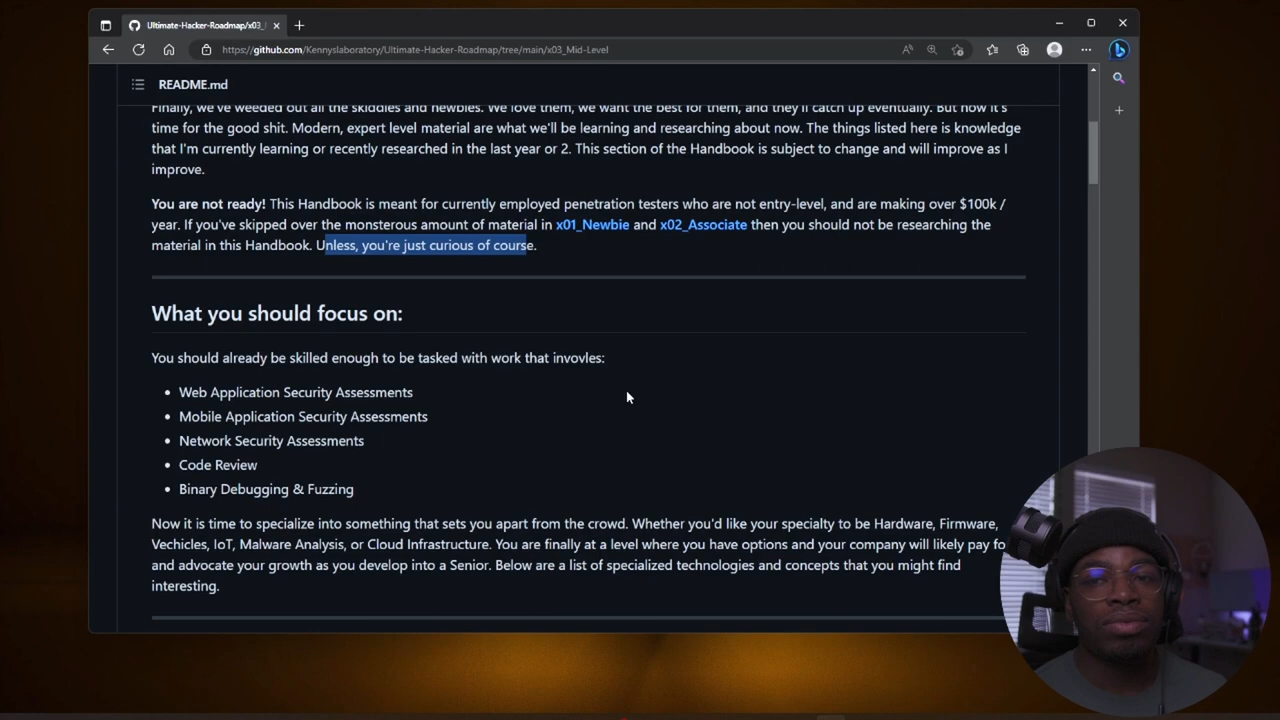 Ultimate-Hacker-Roadmap/x03_
https://github.com/Kennyslaboratory/Ultimate-Hacker-Roadmap/tree/main/x03_Mid-Level
README.md
Finally, we've weeded out all the skiddies and newbies. We love them, we want the best for them, and they'll catch up eventually. But now it's
time for the good shit. Modern, expert level material are what we'll be learning and researching about now. The things listed here is knowledge
that I'm currently learning or recently researched in the last year or 2. This section of the Handbook is subject to change and will improve as I
improve.
You are not ready! This Handbook is meant for currently employed penetration testers who are not entry-level, and are making over $100k /
year. If you've skipped over the monsterous amount of material in x01_Newbie and x02_Associate then you should not be researching the
material in this Handbook. Unless, you're just curious of course.
What you should focus on:
You should already be skilled enough to be tasked with work that invovles:
• Web Application Security Assessments
• Mobile Application Security Assessments
• Network Security Assessments
• Code Review
• Binary Debugging & Fuzzing
Now it is time to specialize into something that sets you apart from the crowd. Whether you'd like your specialty to be Hardware, Firmware,
Vechicles, IoT, Malware Analysis, or Cloud Infrastructure. You are finally at a level where you have options and your company will likely pay fo
and advocate your growth as you develop into a Senior. Below are a list of specialized technologies and concepts that you might find
interesting.